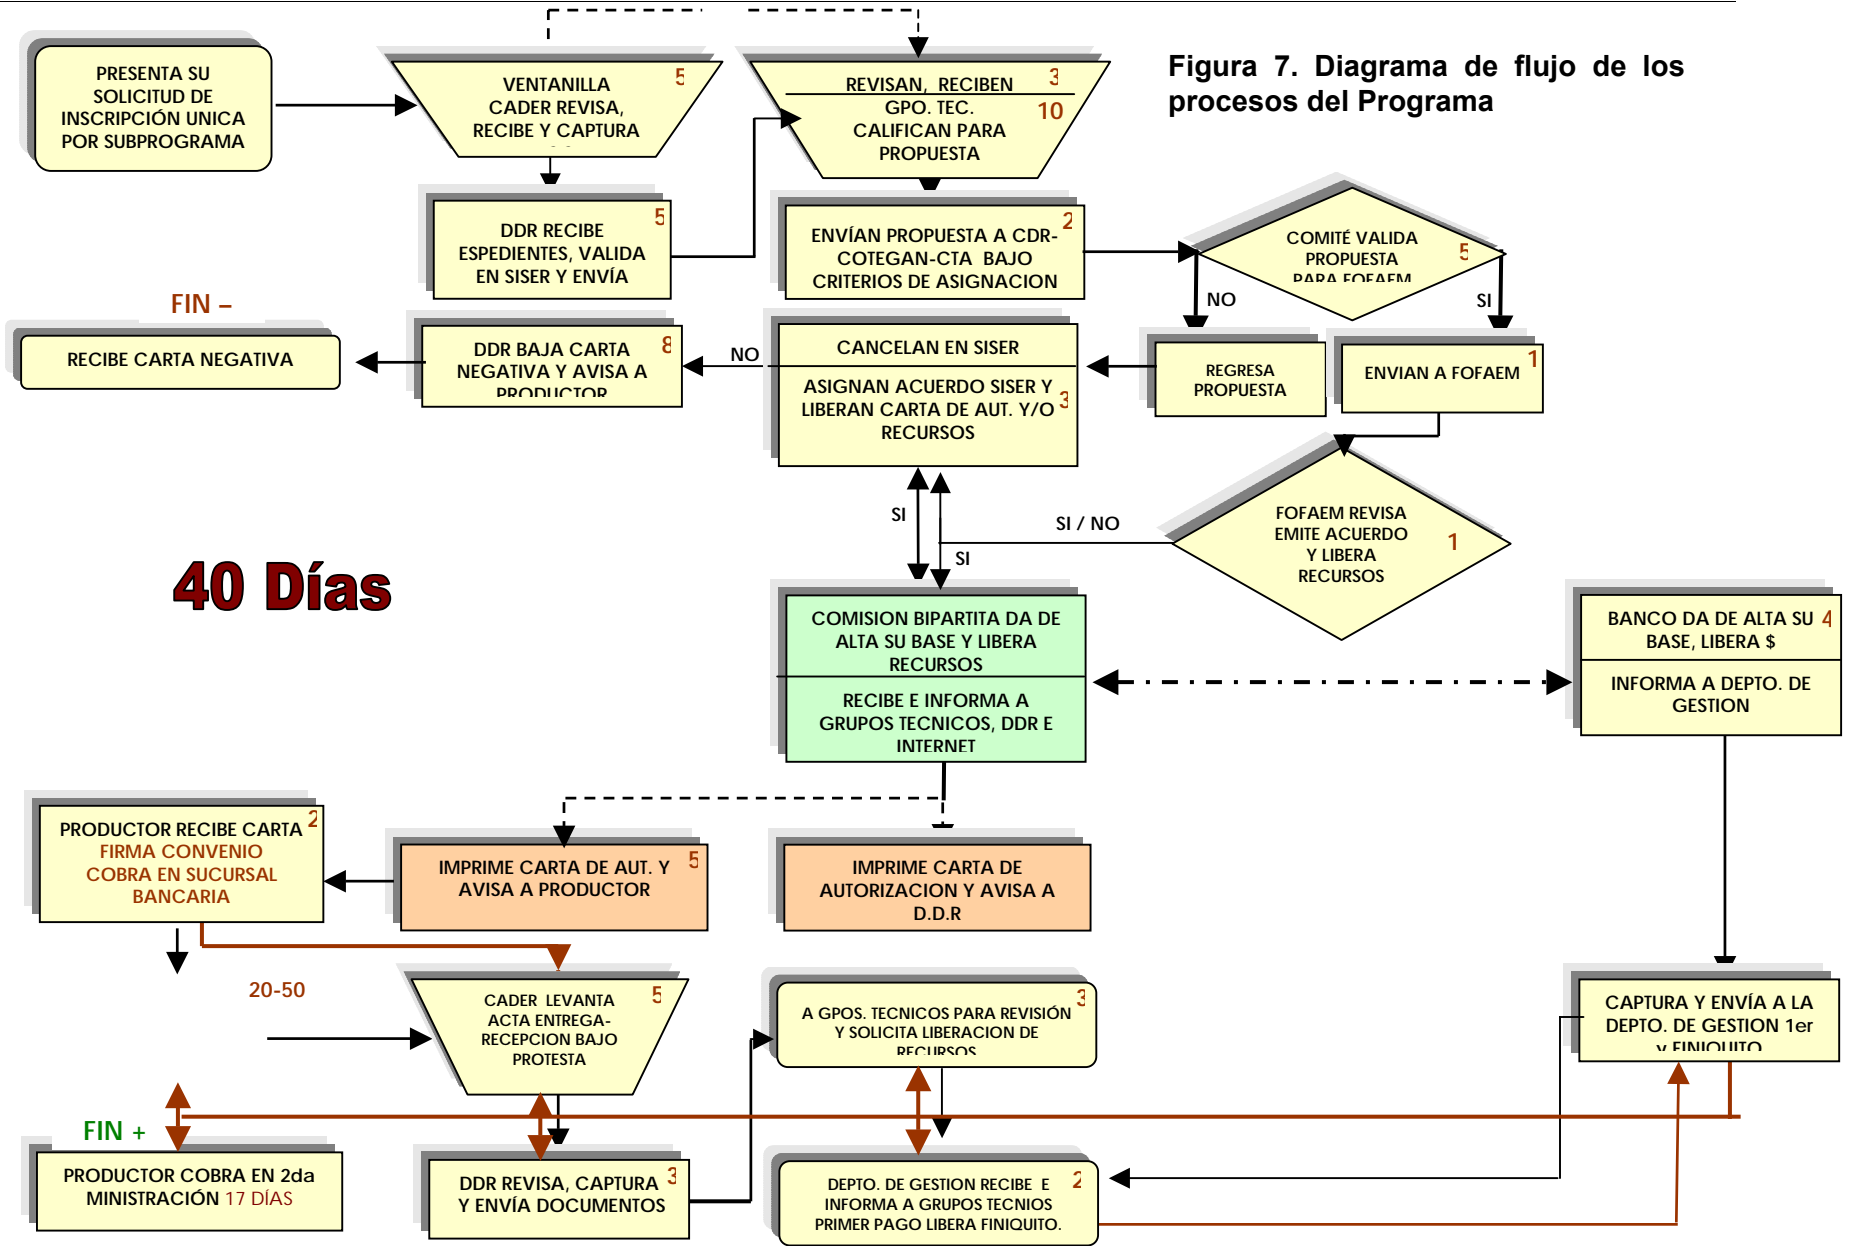 Figura 7. Diagrama de flujo de los
procesos del Programa
PRESENTA SU
SOLICITUD DE
INSCRIPCIÓN UNICA
POR SUBPROGRAMA
VENTANILLA
5
CADER REVISA,
RECIBE Y CAPTURA
REVISAN, RECIBEN
3
GPO. TEC.
10
CALIFICAN PARA
PROPUESTA
DDR RECIBE
5
ESPEDIENTES, VALIDA
EN SISER Y ENVÍA
ENVÍAN PROPUESTA A CDR-
2
COTEGAN-CTA BAJO
CRITERIOS DE ASIGNACION
COMITÉ VALIDA
PROPUESTA
5
PARA FOFAEM
NO
SI
FIN –
RECIBE CARTA NEGATIVA
DDR BAJA CARTA
8
NEGATIVA Y AVISA A
PRODUCTOR
NO
CANCELAN EN SISER
ASIGNAN ACUERDO SISER Y
LIBERAN CARTA DE AUT. Y/O
3
RECURSOS
REGRESA
PROPUESTA
ENVIAN A FOFAEM
1
SI
SI / NO
SI
FOFAEM REVISA
EMITE ACUERDO
1
Y LIBERA
RECURSOS
40 Días
COMISION BIPARTITA DA DE
ALTA SU BASE Y LIBERA
RECURSOS
RECIBE E INFORMA A
GRUPOS TECNICOS, DDR E
INTERNET
BANCO DA DE ALTA SU
4
BASE, LIBERA $
INFORMA A DEPTO. DE
GESTION
PRODUCTOR RECIBE CARTA
2
FIRMA CONVENIO
COBRA EN SUCURSAL
BANCARIA
IMPRIME CARTA DE AUT. Y
5
AVISA A PRODUCTOR
IMPRIME CARTA DE
AUTORIZACION Y AVISA A
D.D.R
20-50
CADER LEVANTA
5
ACTA ENTREGA-
RECEPCION BAJO
PROTESTA
A GPOS. TECNICOS PARA REVISIÓN
3
Y SOLICITA LIBERACION DE
RECURSOS
CAPTURA Y ENVÍA A LA
DEPTO. DE GESTION 1er
y FINIQUITO
FIN +
PRODUCTOR COBRA EN 2da
MINISTRACIÓN 17 DÍAS
DDR REVISA, CAPTURA
3
Y ENVÍA DOCUMENTOS
DEPTO. DE GESTION RECIBE E
2
INFORMA A GRUPOS TECNIOS
PRIMER PAGO LIBERA FINIQUITO.